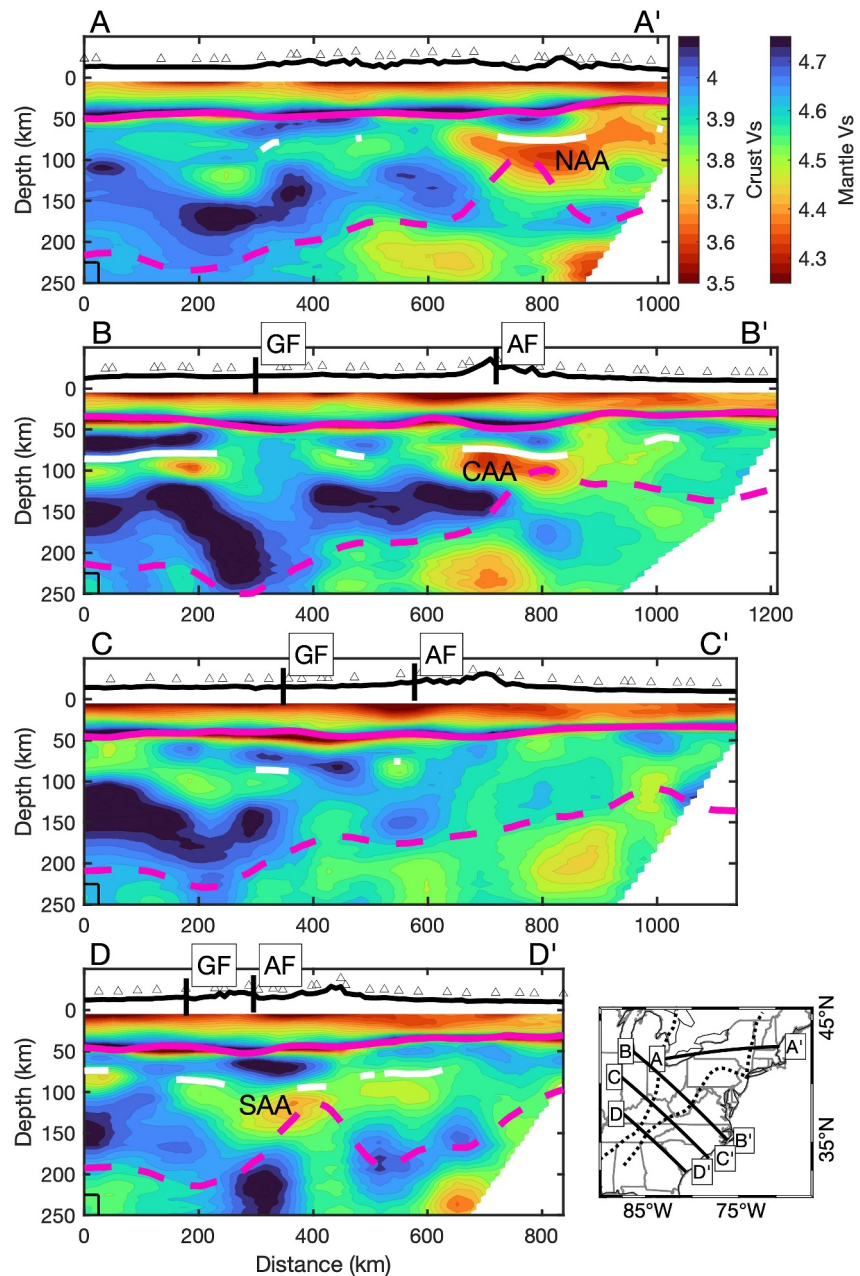 A A'
0
50
100
150
200
250
Depth (km)
NAA
0 200 400 600 800 1000
4
3.9
3.8
3.7
3.6
3.5
Crust Vs
4.7
4.6
4.5
4.4
4.3
Mantle Vs
B GF AF B'
0
50
100
150
200
250
Depth (km)
CAA
0 200 400 600 800 1000 1200
C GF AF C'
0
50
100
150
200
250
Depth (km)
0 200 400 600 800 1000
D GF AF D'
0
50
100
150
200
250
Depth (km)
SAA
0 200 400 600 800
Distance (km)
B A A'
C
D
B'
C'
D'
45°N
35°N
85°W 75°W